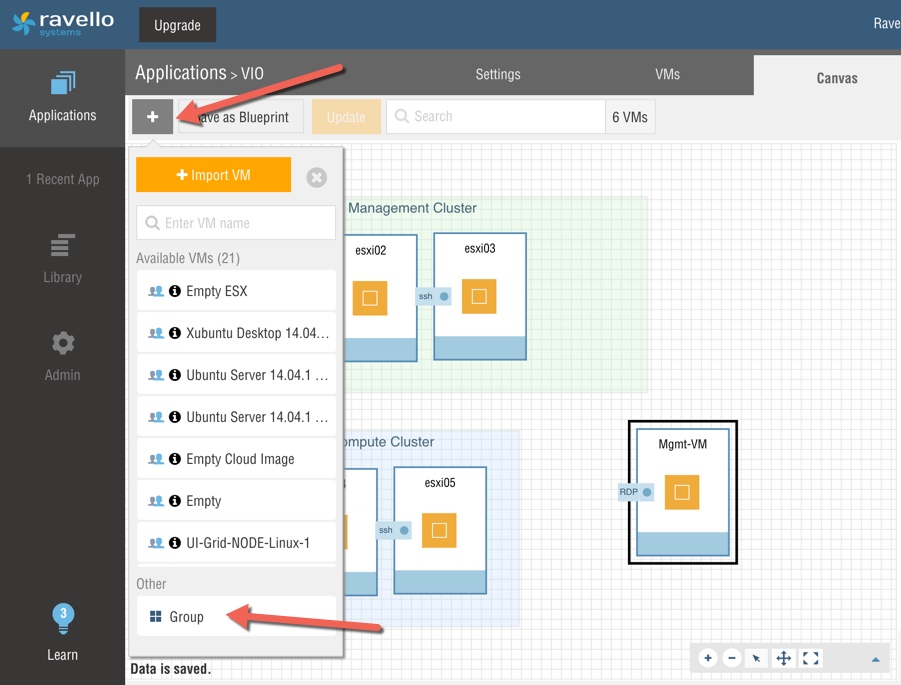 ravello
systems
Upgrade
Rave
Applications
1 Recent App
Library
Admin
3
Learn
Applications > VIO
Settings
VMs
Canvas
+
ave as Blueprint
Update
Search
6 VMs
+ Import VM
Enter VM name
Available VMs (21)
Empty ESX
Xubuntu Desktop 14.04...
Ubuntu Server 14.04.1 ...
Ubuntu Server 14.04.1 ...
Empty Cloud Image
Empty
UI-Grid-NODE-Linux-1
Other
Group
Management Cluster
esxi02
esxi03
ssh
ompute Cluster
esxi05
ssh
Mgmt-VM
RDP
Data is saved.